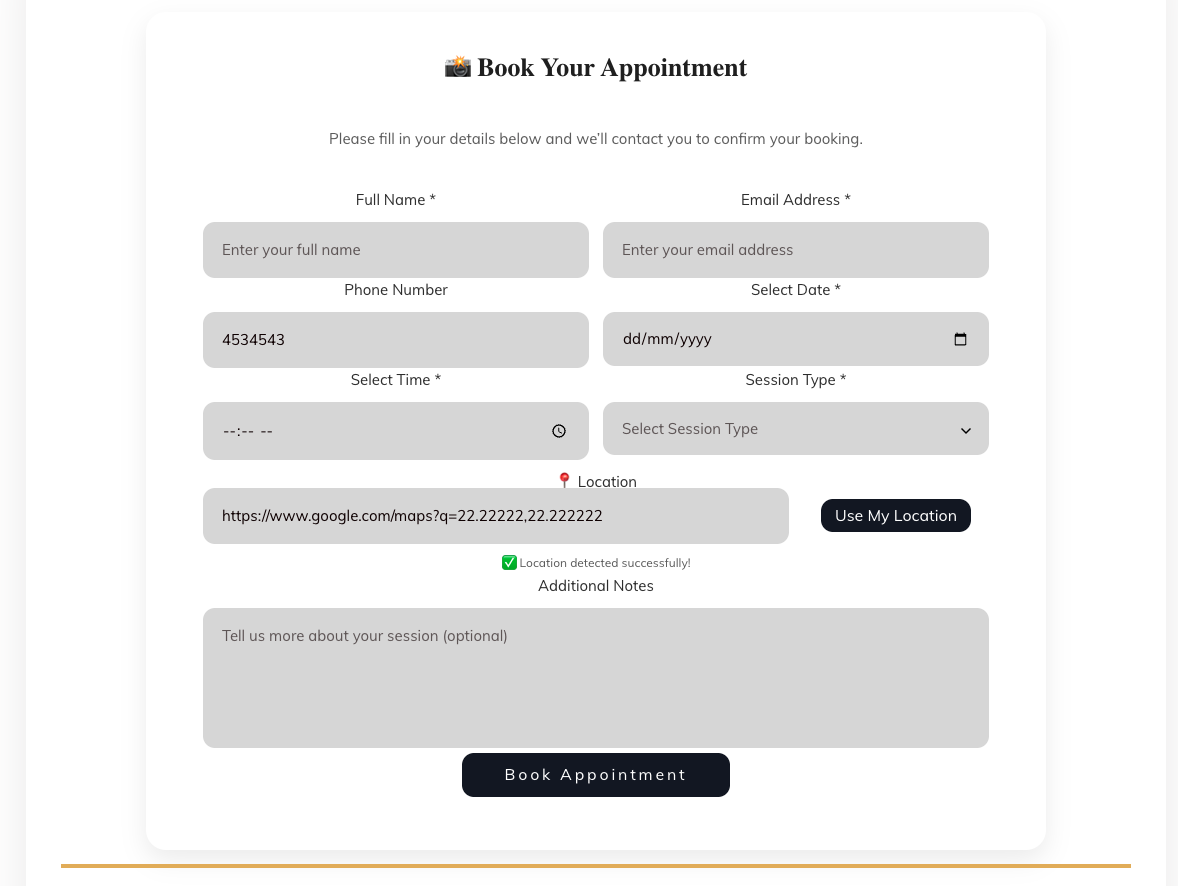 📸 Book Your Appointment
Please fill in your details below and we’ll contact you to confirm your booking.
Full Name *
Email Address *
Enter your full name
Enter your email address
Phone Number
Select Date *
4534543
dd/mm/yyyy
Select Time *
Session Type *
--:-- --
Select Session Type
📍 Location
https://www.google.com/maps?q=22.22222,22.222222
Use My Location
✅ Location detected successfully!
Additional Notes
Tell us more about your session (optional)
Book Appointment